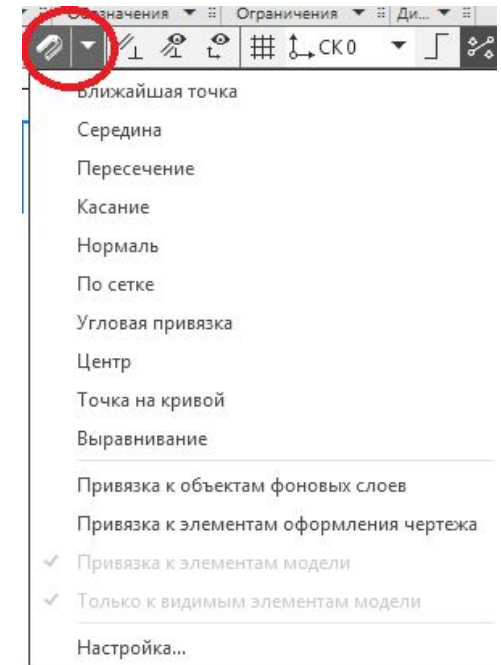 Обозначения
Ограничения
Ди...
СК 0
Ближайшая точка
Середина
Пересечение
Касание
Нормаль
По сетке
Угловая привязка
Центр
Точка на кривой
Выравнивание
Привязка к объектам фоновых слоев
Привязка к элементам оформления чертежа
Привязка к элементам модели
Только к видимым элементам модели
Настройка...